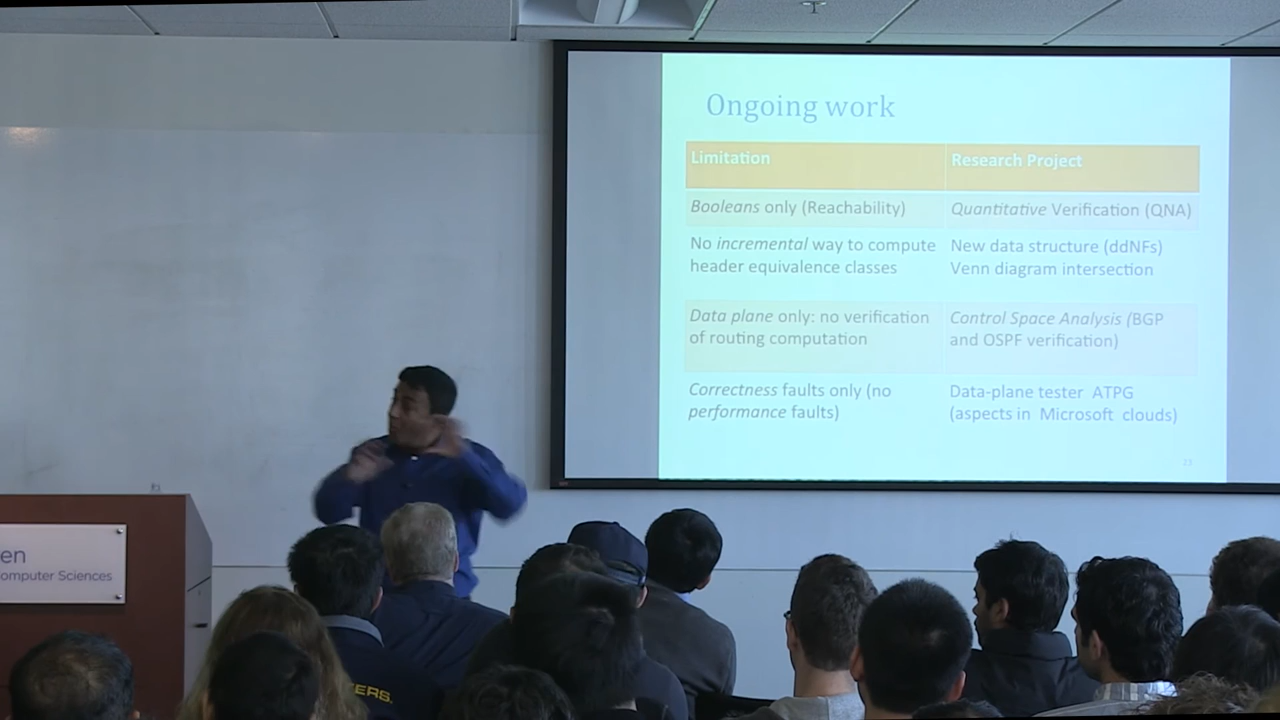 Ongoing work
Limitation
Research Project
Booleans only (Reachability)
Quantitative Verification (QNA)
No incremental way to compute
header equivalence classes
New data structure (ddNFs)
Venn diagram intersection
Data plane only: no verification
of routing computation
Control Space Analysis (BGP
and OSPF verification)
Correctness faults only (no
performance faults)
Data-plane tester ATPG
(aspects in Microsoft clouds)
en
omputer Sciences
ERS